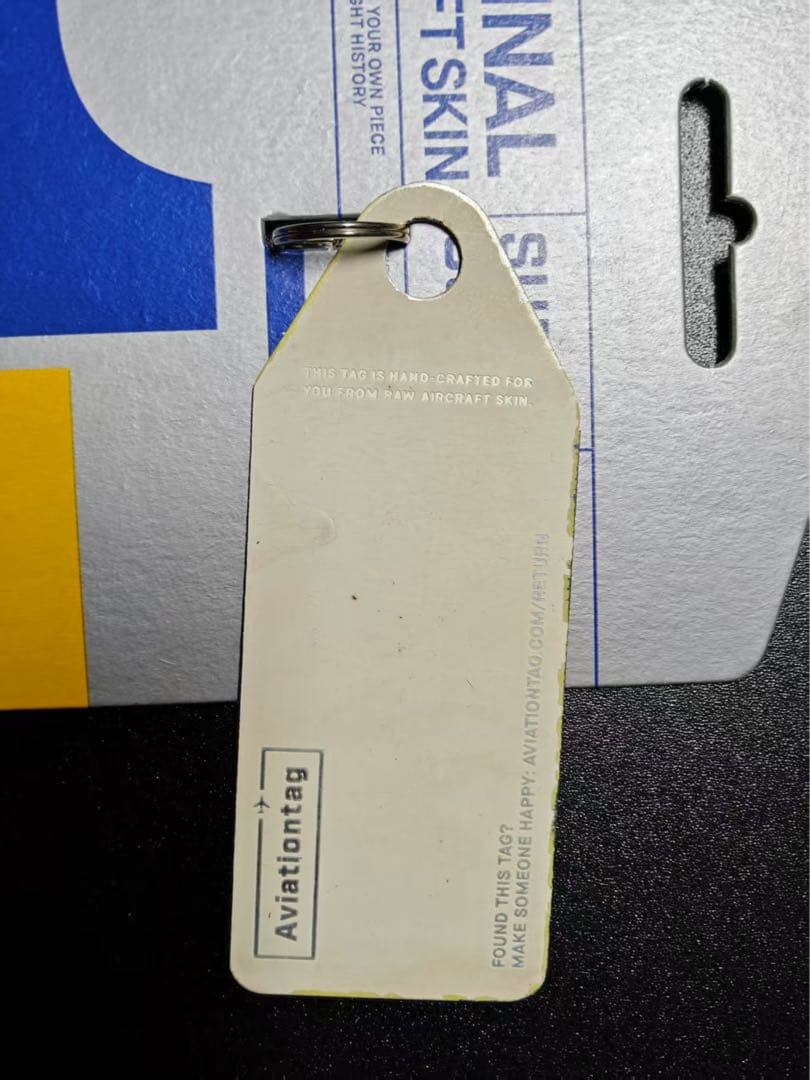 YOUR OWN PIECE
GHT HISTORY
INAL
FT SKIN
THIS TAG IS HAND-CRAFTED FOR
YOU FROM RAW AIRCRAFT SKIN.
Aviationtag
FOUND THIS TAG?
MAKE SOMEONE HAPPY: AVIATIONTAG.COM/RETURN